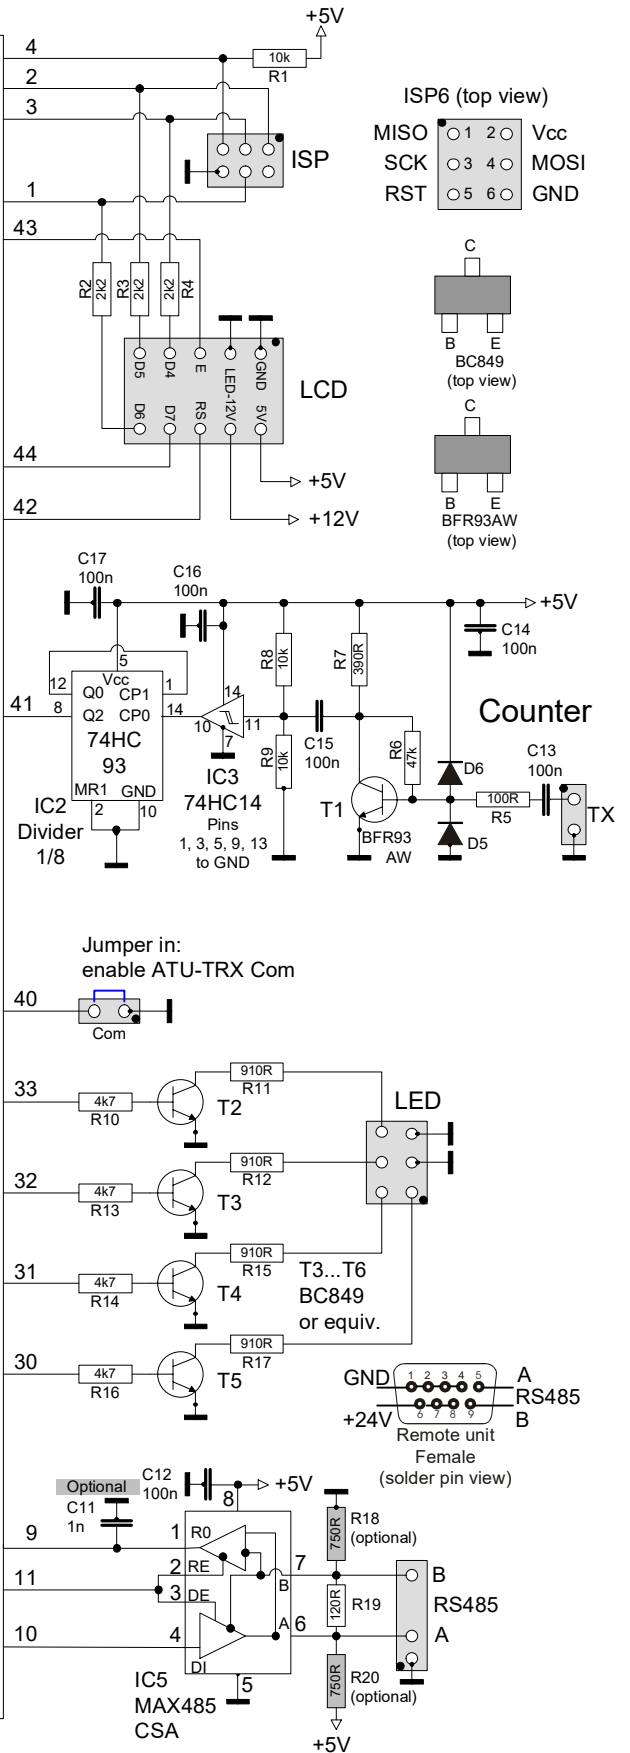 +5V
4
10k
R1
2
3
ISP
1
43
ISP6 (top view)
MISO 1 2 Vcc
SCK 3 4 MOSI
RST 5 6 GND
C
B E
BC849
(top view)
C
B E
BFR93AW
(top view)
R2 2k2
R3 2k2
2k2 R4
D5 D4 E LED-12V GND
D6 D7 RS 5V
LCD
44
+5V
42
+12V
C17
100n
C16
100n
+5V
C14
100n
5
Vcc
12 Q0 CP1 1
41 8 Q2 CP0 14
74HC
93
MR1 GND
2 10
IC2
Divider
1/8
14
10 11
7
IC3
74HC14
Pins
1, 3, 5, 9, 13
to GND
R8 10k
R9 10k
C15
100n
R7 390R
R6 47k
T1
BFR93
AW
Counter
D6
D5
C13
100n
100R
R5
TX
Jumper in:
enable ATU-TRX Com
40
Com
33
4k7
R10
T2
910R
R11
LED
32
4k7
R13
T3
910R
R12
31
4k7
R14
T4
910R
R15
T3...T6
BC849
or equiv.
30
4k7
R16
T5
910R
R17
GND 1 2 3 4 5 A
RS485
+24V 6 7 8 9 B
Remote unit
Female
(solder pin view)
Optional
C11
1n
C12
100n
+5V
8
9
1 R0
11
2 RE
3 DE
10
4
DI
7
B
A 6
5
IC5
MAX485
CSA
750R
R18
(optional)
120R R19
750R
R20
(optional)
+5V
B
RS485
A